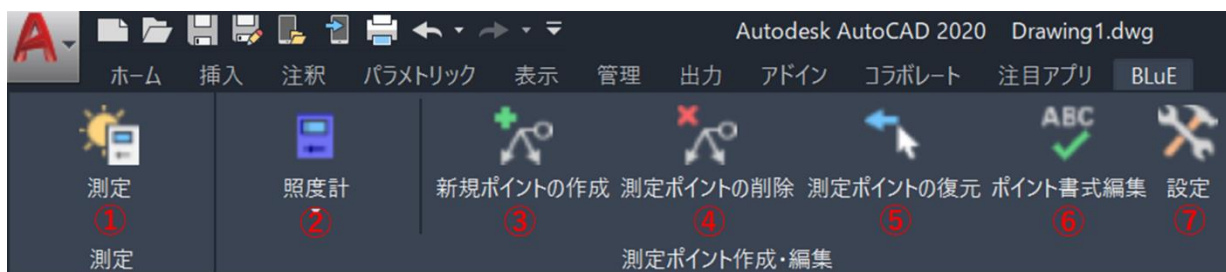 Autodesk AutoCAD 2020 Drawing1.dwg
ホーム 挿入 注釈 パラメトリック 表示 管理 出力 アドイン コラボレート 注目アプリ BLuE
ABC
測定 照度計 新規ポイントの作成 測定ポイントの削除 測定ポイントの復元 ポイント書式編集 設定
① ② ③ ④ ⑤ ⑥ ⑦
測定 測定ポイント作成・編集